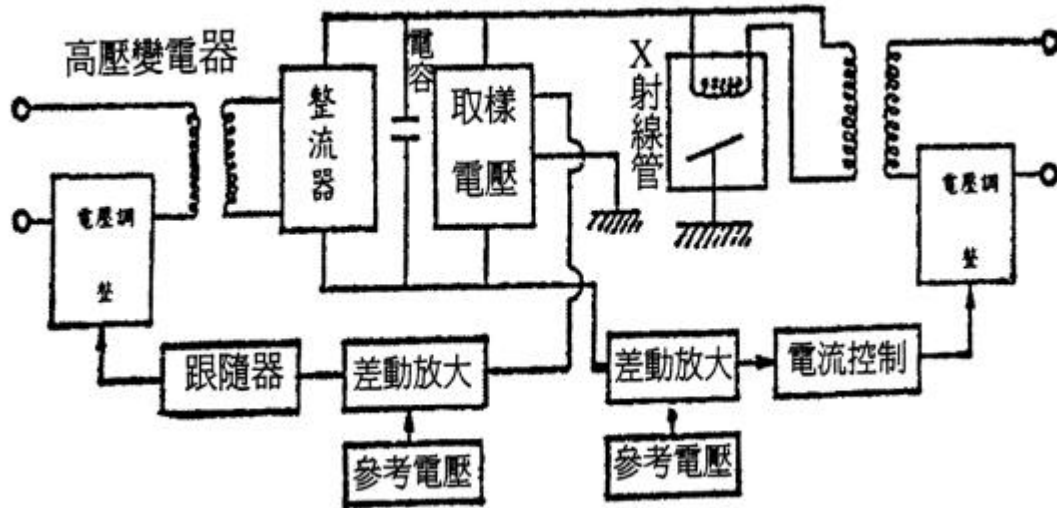 高壓變電器
整流器
電容
取樣
電壓
X射線管
電壓調
整
電壓調
整
跟隨器
差動放大
差動放大
電流控制
參考電壓
參考電壓